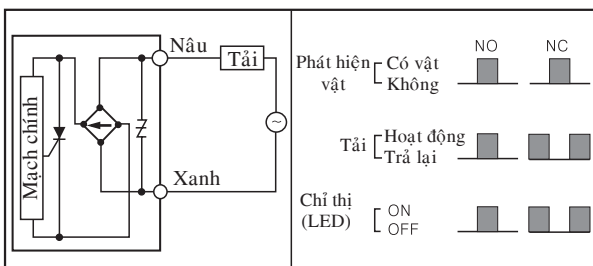 Nâu
Tải
Mạch chính
~
Xanh
NO NC
Phát hiện vật
Có vật
Không
Tải
Hoạt động
Trả lại
Chỉ thị
(LED)
ON
OFF